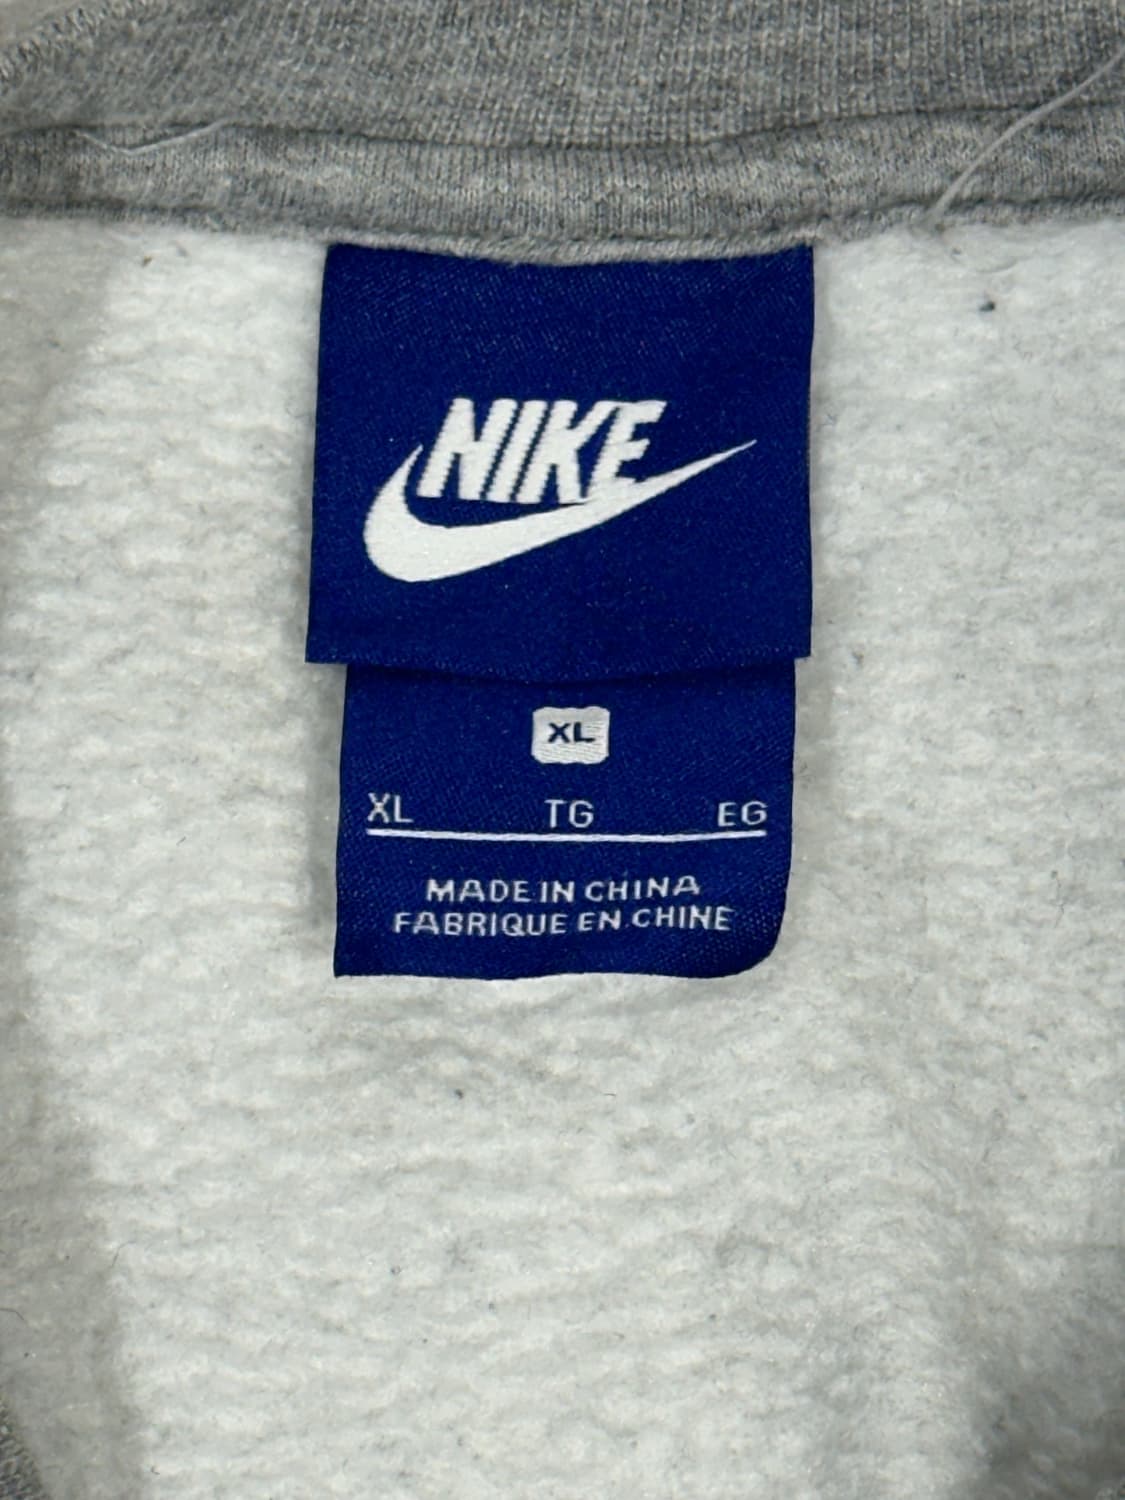 NIKE
XL
XL TG EG
MADE IN CHINA
FABRIQUE EN CHINE